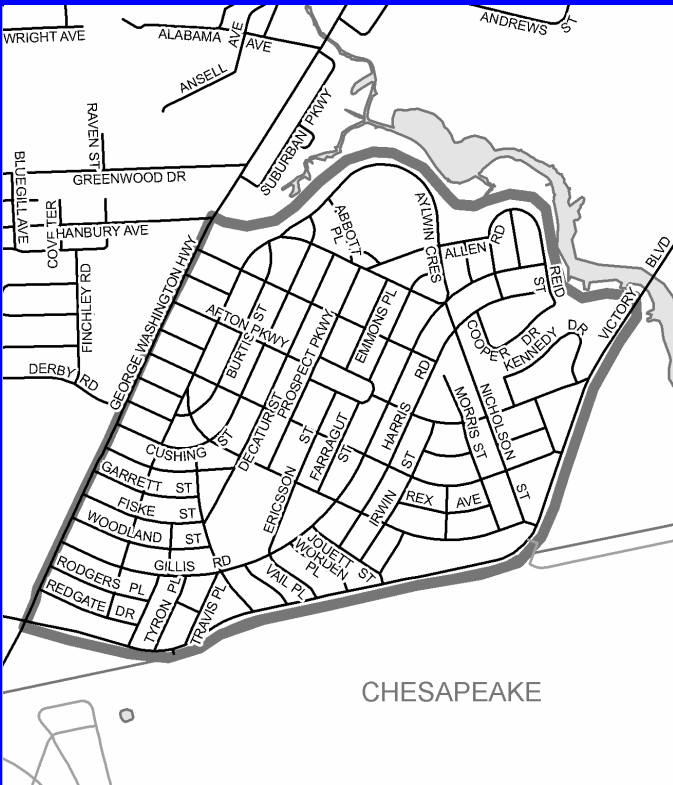 ANDREWS ST
WRIGHT AVE
ALABAMA AVE
AVE
ANSELL
RAVEN ST
SUBURBAN PKWY
BLUEGILL AVE
GREENWOOD DR
HANBURY AVE
FINCHLEY RD
DERBY RD
GEORGE WASHINGTON HWY
ABBOTT PL
AYLWIN CRES
ALLEN RD
REID ST
VICTORY BLVD
AFTON PKWY
BURTIS ST
PROSPECT PKWY
EMMONS PL
COOPER DR
KENNEDY DR
DECATUR ST
HARRIS RD
MORRIS ST
NICHOLSON ST
CUSHING ST
ERICSSON ST
FARRAGUT ST
IRWIN ST
REX AVE
GARRETT ST
FISKE ST
WOODLAND ST
GILLIS RD
JOUETT ST
WORDEN PL
VAIL PL
RODGERS PL
REDGATE DR
TYRON PL
TRAVIS PL
CHESAPEAKE